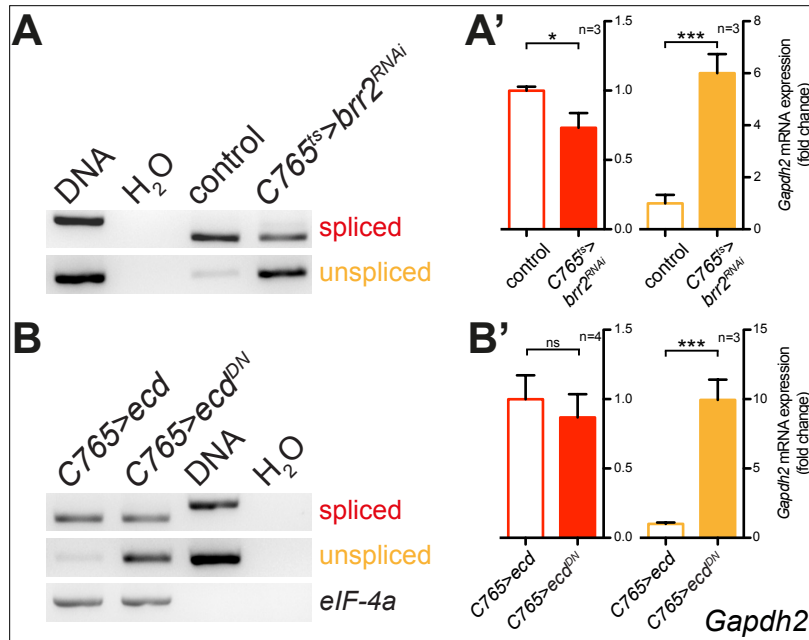 A
DNA
H₂O
control
C765ᵗˢ>brr2ᴿᴺᴬⁱ
spliced
unspliced
A'
*
n=3
1.5
1.0
0.5
0.0
control
C765ᵗˢ>
brr2ᴿᴺᴬⁱ
***
n=3
8
6
4
2
0
Gapdh2 mRNA expression
(fold change)
control
C765ᵗˢ>
brr2ᴿᴺᴬⁱ
B
C765>ecd
C765>ecdᴵᴰᴺ
DNA
H₂O
spliced
unspliced
eIF-4a
B'
ns
n=4
1.5
1.0
0.5
0.0
C765>ecd
C765>ecdᴵᴰᴺ
***
n=3
15
10
5
0
Gapdh2 mRNA expression
(fold change)
C765>ecd
C765>ecdᴵᴰᴺ
Gapdh2